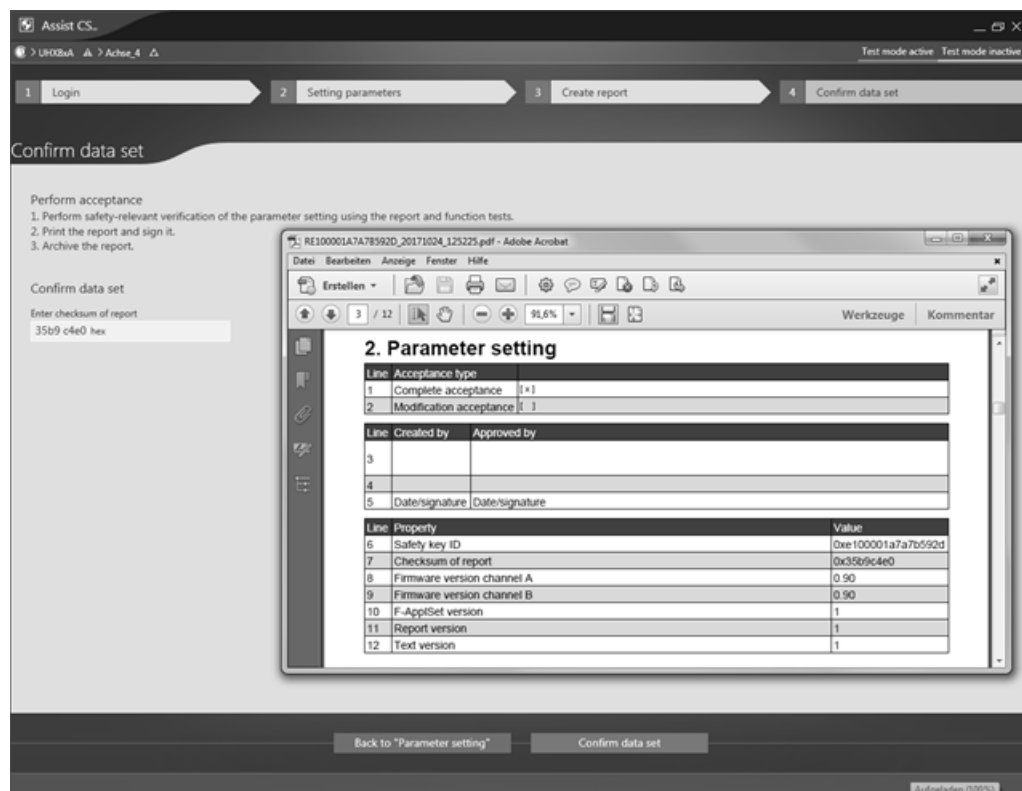 Assist CS..
> UHX8xA > Achse_4
Test mode active Test mode inactive
1 Login
2 Setting parameters
3 Create report
4 Confirm data set
Confirm data set
Perform acceptance
1. Perform safety-relevant verification of the parameter setting using the report and function tests.
2. Print the report and sign it.
3. Archive the report.
Confirm data set
Enter checksum of report
35b9 c4e0 hex
RE100001A7A7B592D_20171024_125225.pdf - Adobe Acrobat
Datei Bearbeiten Anzeige Fenster Hilfe
Erstellen
3 / 12 91,6% Werkzeuge Kommentar
2. Parameter setting
Line Acceptance type
1 Complete acceptance [x]
2 Modification acceptance [ ]
Line Created by Approved by
3
4
5 Date/signature Date/signature
Line Property Value
6 Safety key ID 0xe100001a7a7b592d
7 Checksum of report 0x35b9c4e0
8 Firmware version channel A 0.90
9 Firmware version channel B 0.90
10 F-ApplSet version 1
11 Report version 1
12 Text version 1
Back to "Parameter setting"
Confirm data set
Aufgeladen (100%)